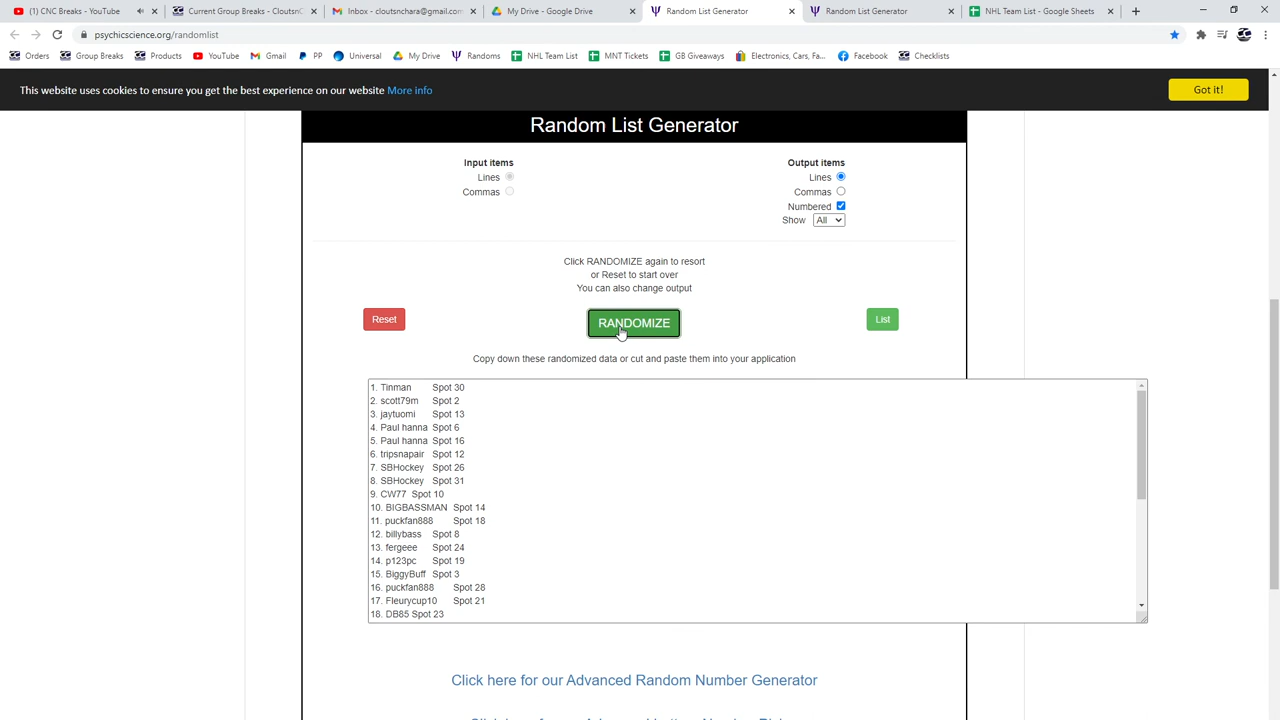 (1) CNC Breaks - YouTube
Current Group Breaks - CloutsnC
Inbox - cloutsnchara@gmail.com
My Drive - Google Drive
Random List Generator
Random List Generator
NHL Team List - Google Sheets
psychicscience.org/randomlist
Orders
Group Breaks
Products
YouTube
Gmail
PP
Universal
My Drive
Randoms
NHL Team List
MNT Tickets
GB Giveaways
Electronics, Cars, Fa...
Facebook
Checklists
This website uses cookies to ensure you get the best experience on our website More info
Got it!
Random List Generator
Input items
Lines
Commas
Output items
Lines
Commas
Numbered
Show All
Click RANDOMIZE again to resort
or Reset to start over
You can also change output
Reset
RANDOMIZE
List
Copy down these randomized data or cut and paste them into your application
1. Tinman Spot 30
2. scott79m Spot 2
3. jaytuomi Spot 13
4. Paul hanna Spot 6
5. Paul hanna Spot 16
6. tripsnapair Spot 12
7. SBHockey Spot 26
8. SBHockey Spot 31
9. CW77 Spot 10
10. BIGBASSMAN Spot 14
11. puckfan888 Spot 18
12. billybass Spot 8
13. fergeee Spot 24
14. p123pc Spot 19
15. BiggyBuff Spot 3
16. puckfan888 Spot 28
17. Fleurycup10 Spot 21
18. DB85 Spot 23
Click here for our Advanced Random Number Generator